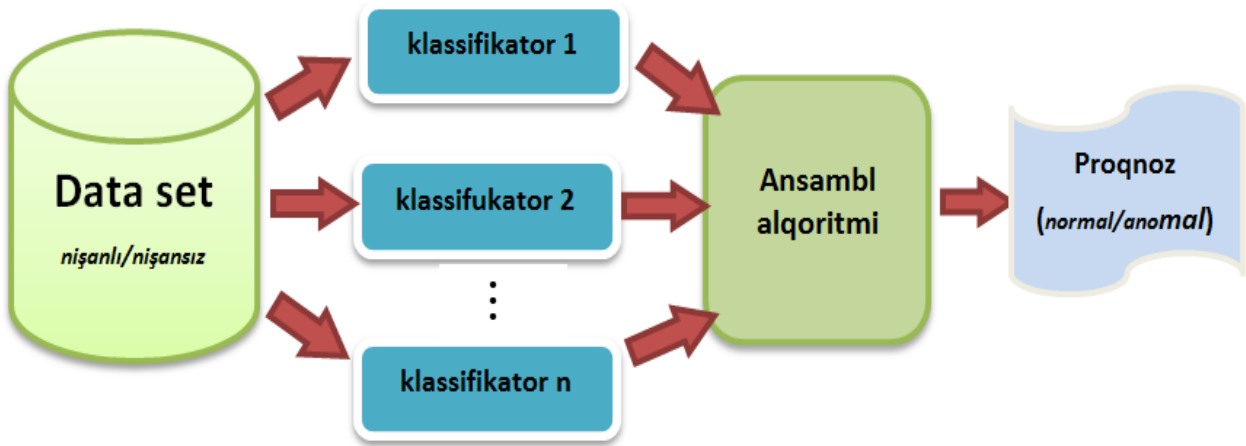 Data set
nişanlı/nişansız
klassifikator 1
klassifukator 2
⋮
klassifikator n
Ansambl
alqoritmi
Proqnoz
(normal/anomal)